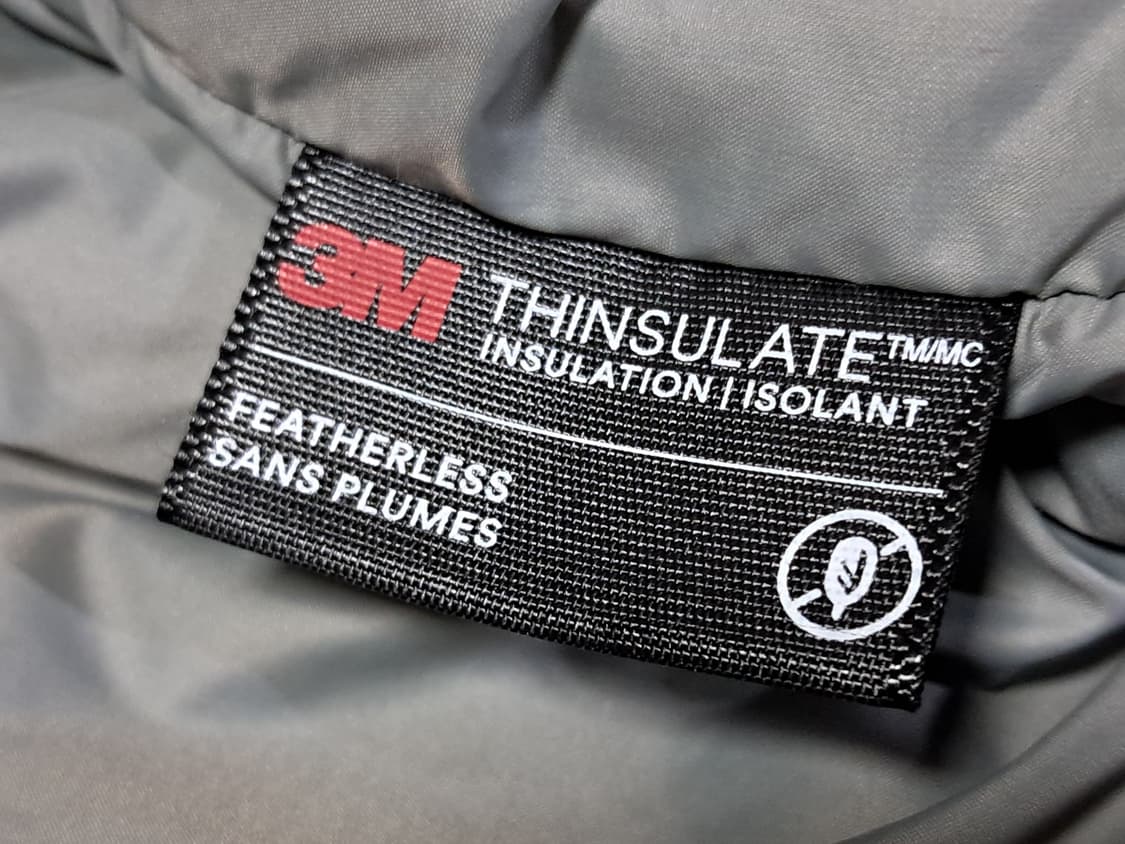 3M THINSULATE™/MC
INSULATION | ISOLANT
FEATHERLESS
SANS PLUMES